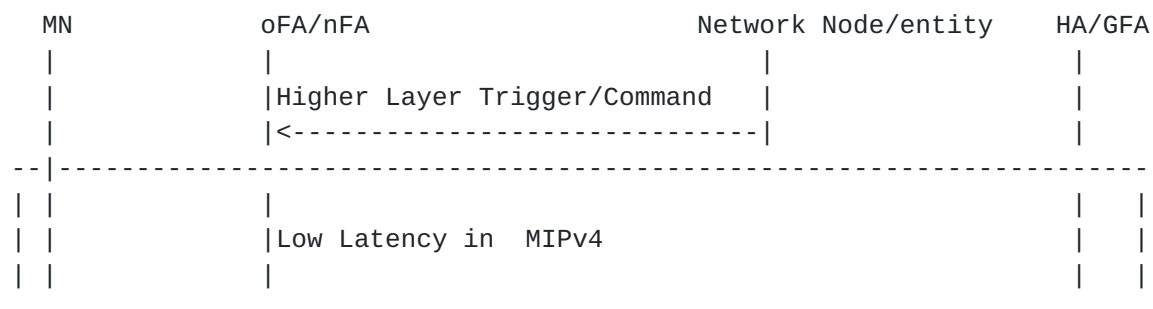 MN oFA/nFA Network Node/entity HA/GFA
Higher Layer Trigger/Command
Low Latency in MIPv4